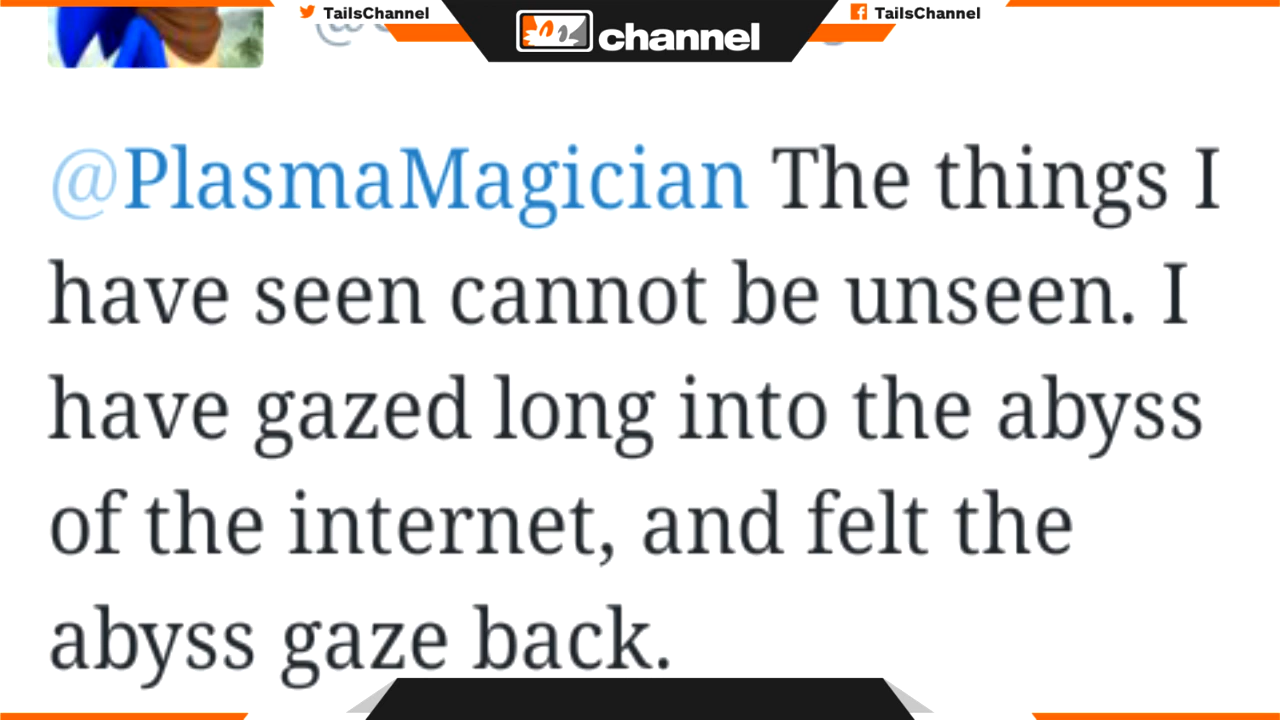 TailsChannel
channel
TailsChannel
@PlasmaMagician The things I
have seen cannot be unseen. I
have gazed long into the abyss
of the internet, and felt the
abyss gaze back.